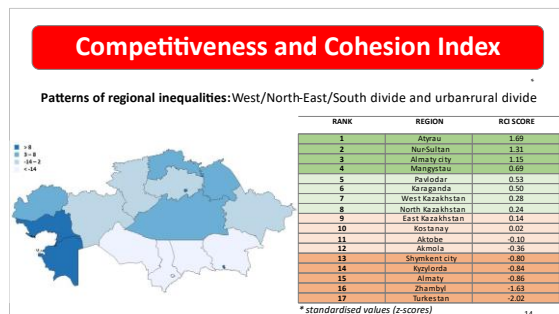 Competitiveness and Cohesion Index
*
Patterns of regional inequalities: West/North-East/South divide and urban-rural divide
> 8
3 – 8
-14 – 2
< -14
RANK REGION RCI SCORE
1 Atyrau 1.69
2 Nur-Sultan 1.31
3 Almaty city 1.15
4 Mangystau 0.69
5 Pavlodar 0.53
6 Karaganda 0.50
7 West Kazakhstan 0.28
8 North Kazakhstan 0.24
9 East Kazakhstan 0.14
10 Kostanay 0.02
11 Aktobe -0.10
12 Akmola -0.36
13 Shymkent city -0.80
14 Kyzylorda -0.84
15 Almaty -0.86
16 Zhambyl -1.63
17 Turkestan -2.02
* standardised values (z-scores)
14